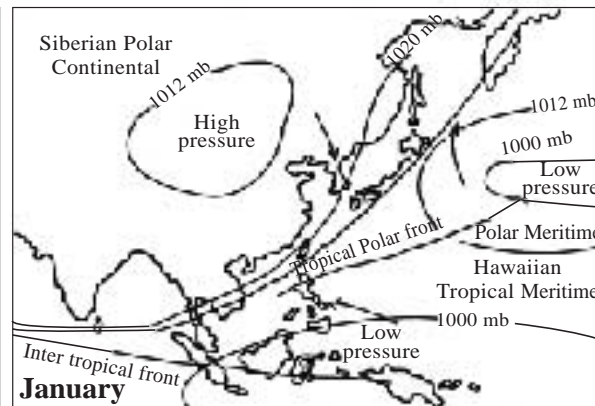 Siberian Polar
Continental
1012 mb
High
pressure
1020 mb
1012 mb
1000 mb
Low
pressure
Tropical Polar front
Polar Meritime
Hawaiian
Tropical Meritime
1000 mb
Low
pressure
Inter tropical front
January